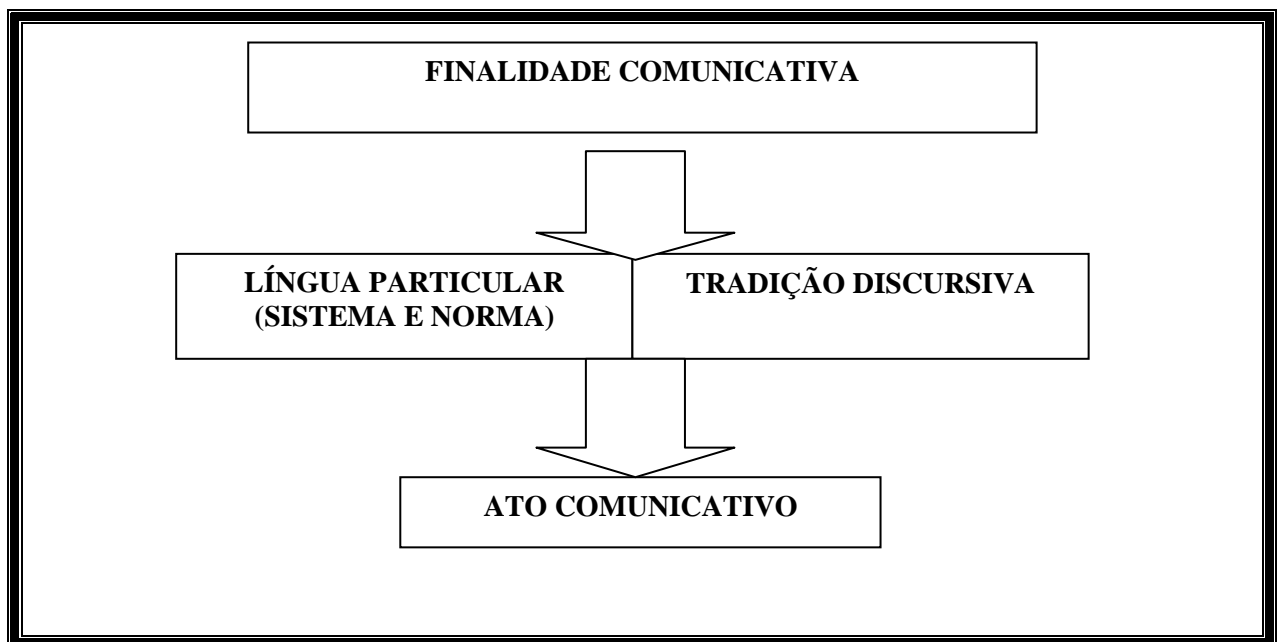 FINALIDADE COMUNICATIVA
LÍNGUA PARTICULAR
(SISTEMA E NORMA)
TRADIÇÃO DISCURSIVA
ATO COMUNICATIVO